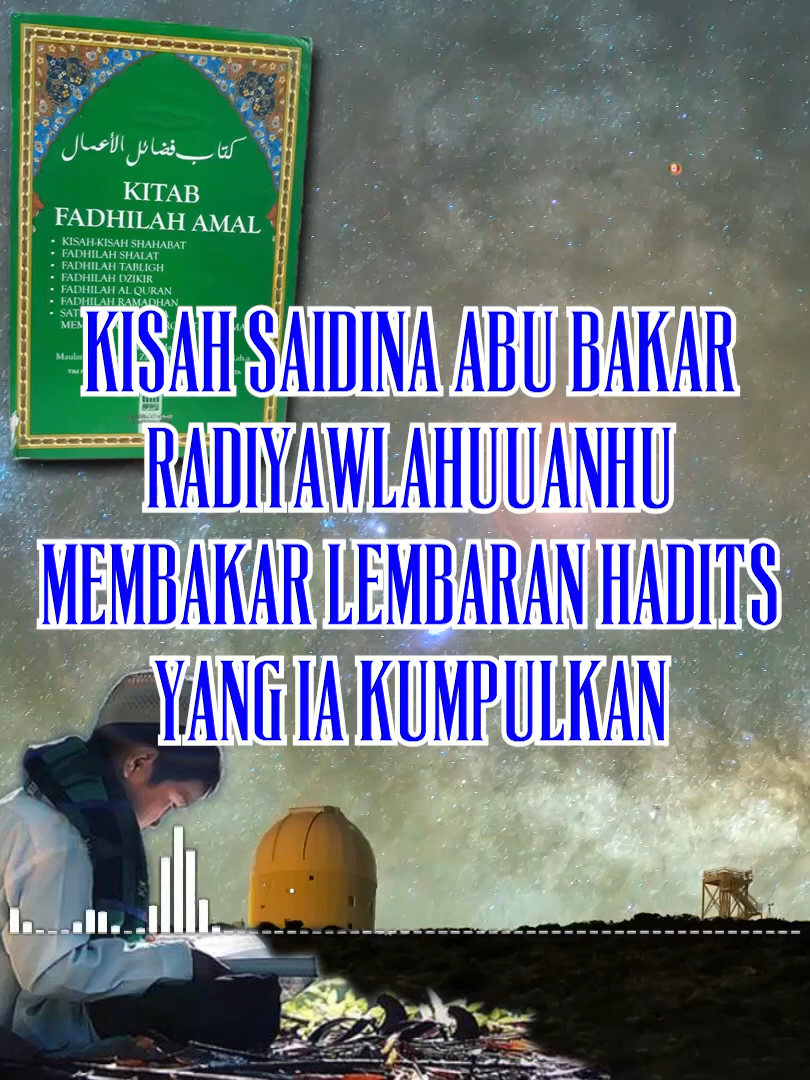 كتاب فضائل الأعمال
KITAB
FADHILAH AMAL
• KISAH-KISAH SHAHABAT
• FADHILAH SHALAT
• FADHILAH TABLIGH
• FADHILAH DZIKIR
• FADHILAH AL QURAN
• FADHILAH RAMADHAN
KISAH SAIDINA ABU BAKAR
RADIYAWLAHUUANHU
MEMBAKAR LEMBARAN HADITS
YANG IA KUMPULKAN